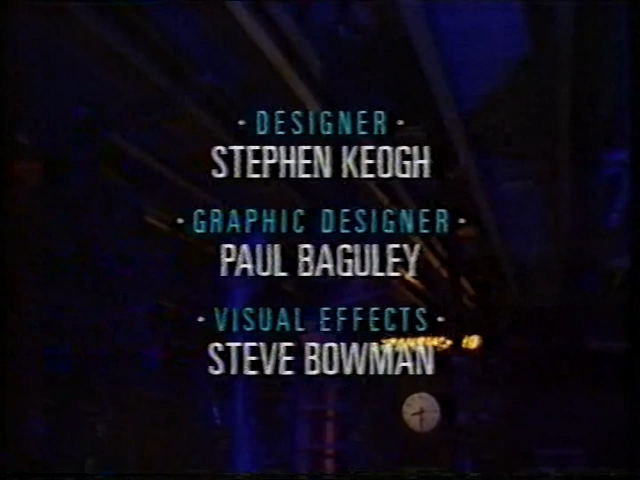 · DESIGNER ·
STEPHEN KEOGH
· GRAPHIC DESIGNER ·
PAUL BAGULEY
· VISUAL EFFECTS ·
STEVE BOWMAN